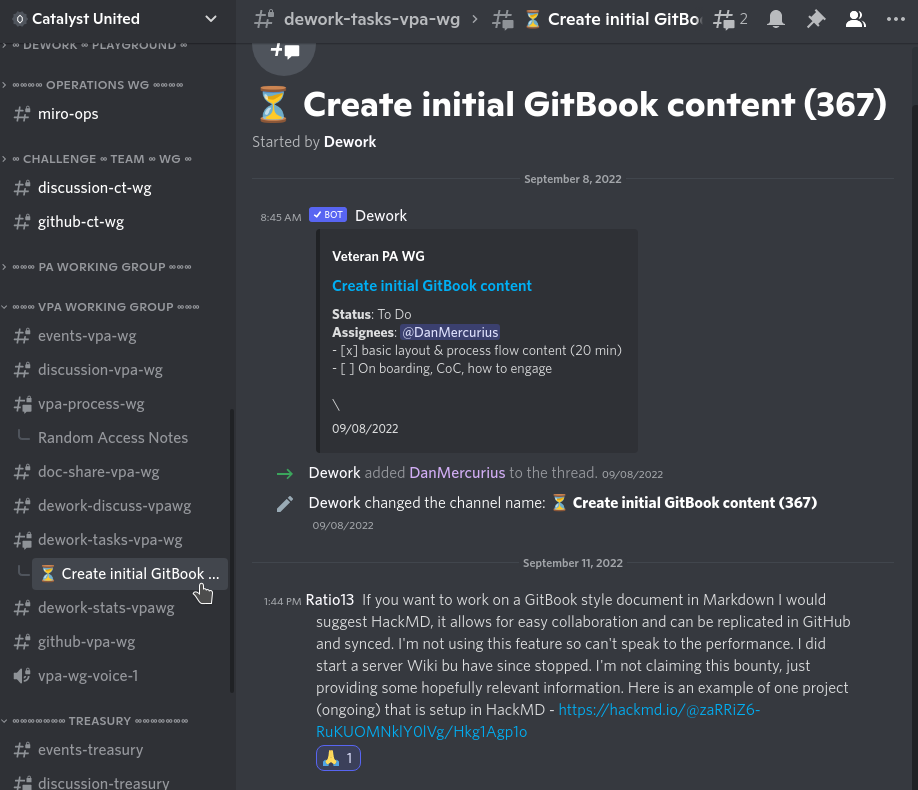 Catalyst United
∞ DEWORK ∞ PLAYGROUND ∞
∞∞∞∞ OPERATIONS WG ∞∞∞∞
miro-ops
∞ CHALLENGE ∞ TEAM ∞ WG ∞
discussion-ct-wg
github-ct-wg
∞∞∞ PA WORKING GROUP ∞∞∞
∞∞∞ VPA WORKING GROUP ∞∞∞
events-vpa-wg
discussion-vpa-wg
vpa-process-wg
Random Access Notes
doc-share-vpa-wg
dework-discuss-vpawg
dework-tasks-vpa-wg
⏳ Create initial GitBook ...
dework-stats-vpawg
github-vpa-wg
vpa-wg-voice-1
∞∞∞∞∞∞∞ TREASURY ∞∞∞∞∞∞∞
events-treasury
discussion-treasury
dework-tasks-vpa-wg › ⏳ Create initial GitBo 2
⏳ Create initial GitBook content (367)
Started by Dework
September 8, 2022
8:45 AM ✓ BOT Dework
Veteran PA WG
Create initial GitBook content
Status: To Do
Assignees: @DanMercurius
- [x] basic layout & process flow content (20 min)
- [ ] On boarding, CoC, how to engage
\
09/08/2022
Dework added DanMercurius to the thread. 09/08/2022
Dework changed the channel name: ⏳ Create initial GitBook content (367)
09/08/2022
September 11, 2022
1:44 PM Ratio13 If you want to work on a GitBook style document in Markdown I would
suggest HackMD, it allows for easy collaboration and can be replicated in GitHub
and synced. I'm not using this feature so can't speak to the performance. I did
start a server Wiki bu have since stopped. I'm not claiming this bounty, just
providing some hopefully relevant information. Here is an example of one project
(ongoing) that is setup in HackMD - https://hackmd.io/@zaRRiZ6-
RuKUOMNklY0lVg/Hkg1Agp1o
🙏 1